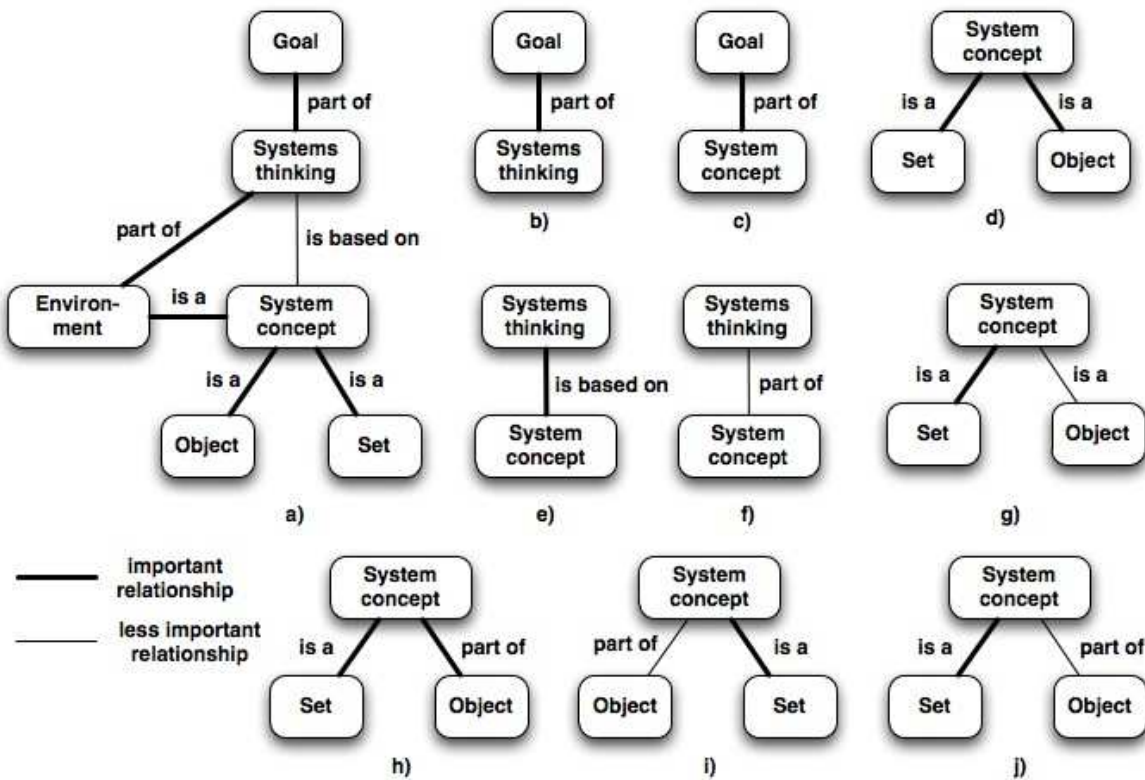 Goal
part of
Systems
thinking
part of
is based on
Environ-
ment
is a
System
concept
is a
is a
Object
Set
a)
Goal
part of
Systems
thinking
b)
Goal
part of
System
concept
c)
System
concept
is a
is a
Set
Object
d)
Systems
thinking
is based on
System
concept
e)
Systems
thinking
part of
System
concept
f)
System
concept
is a
is a
Set
Object
g)
important
relationship
less important
relationship
System
concept
is a
part of
Set
Object
h)
System
concept
part of
is a
Object
Set
i)
System
concept
is a
part of
Set
Object
j)